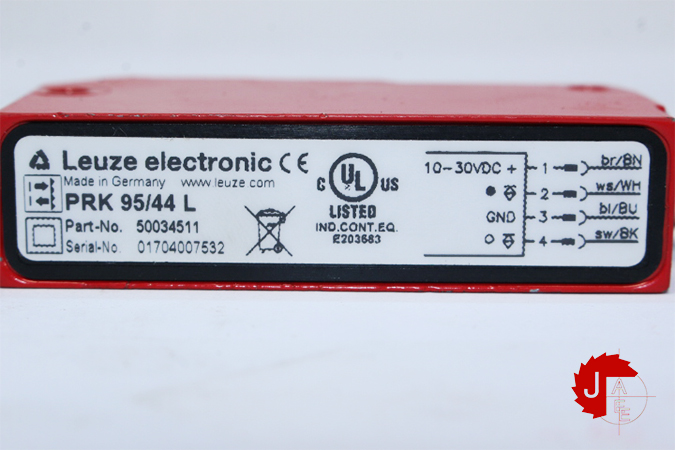 Leuze electronic CE
Made in Germany www.leuze.com
PRK 95/44 L
Part-No. 50034511
Serial-No. 01704007532
C UL US
LISTED
IND.CONT.EQ.
E203683
10-30VDC + 1 br/BN
2 ws/WH
GND 3 bl/BU
4 sw/BK
J